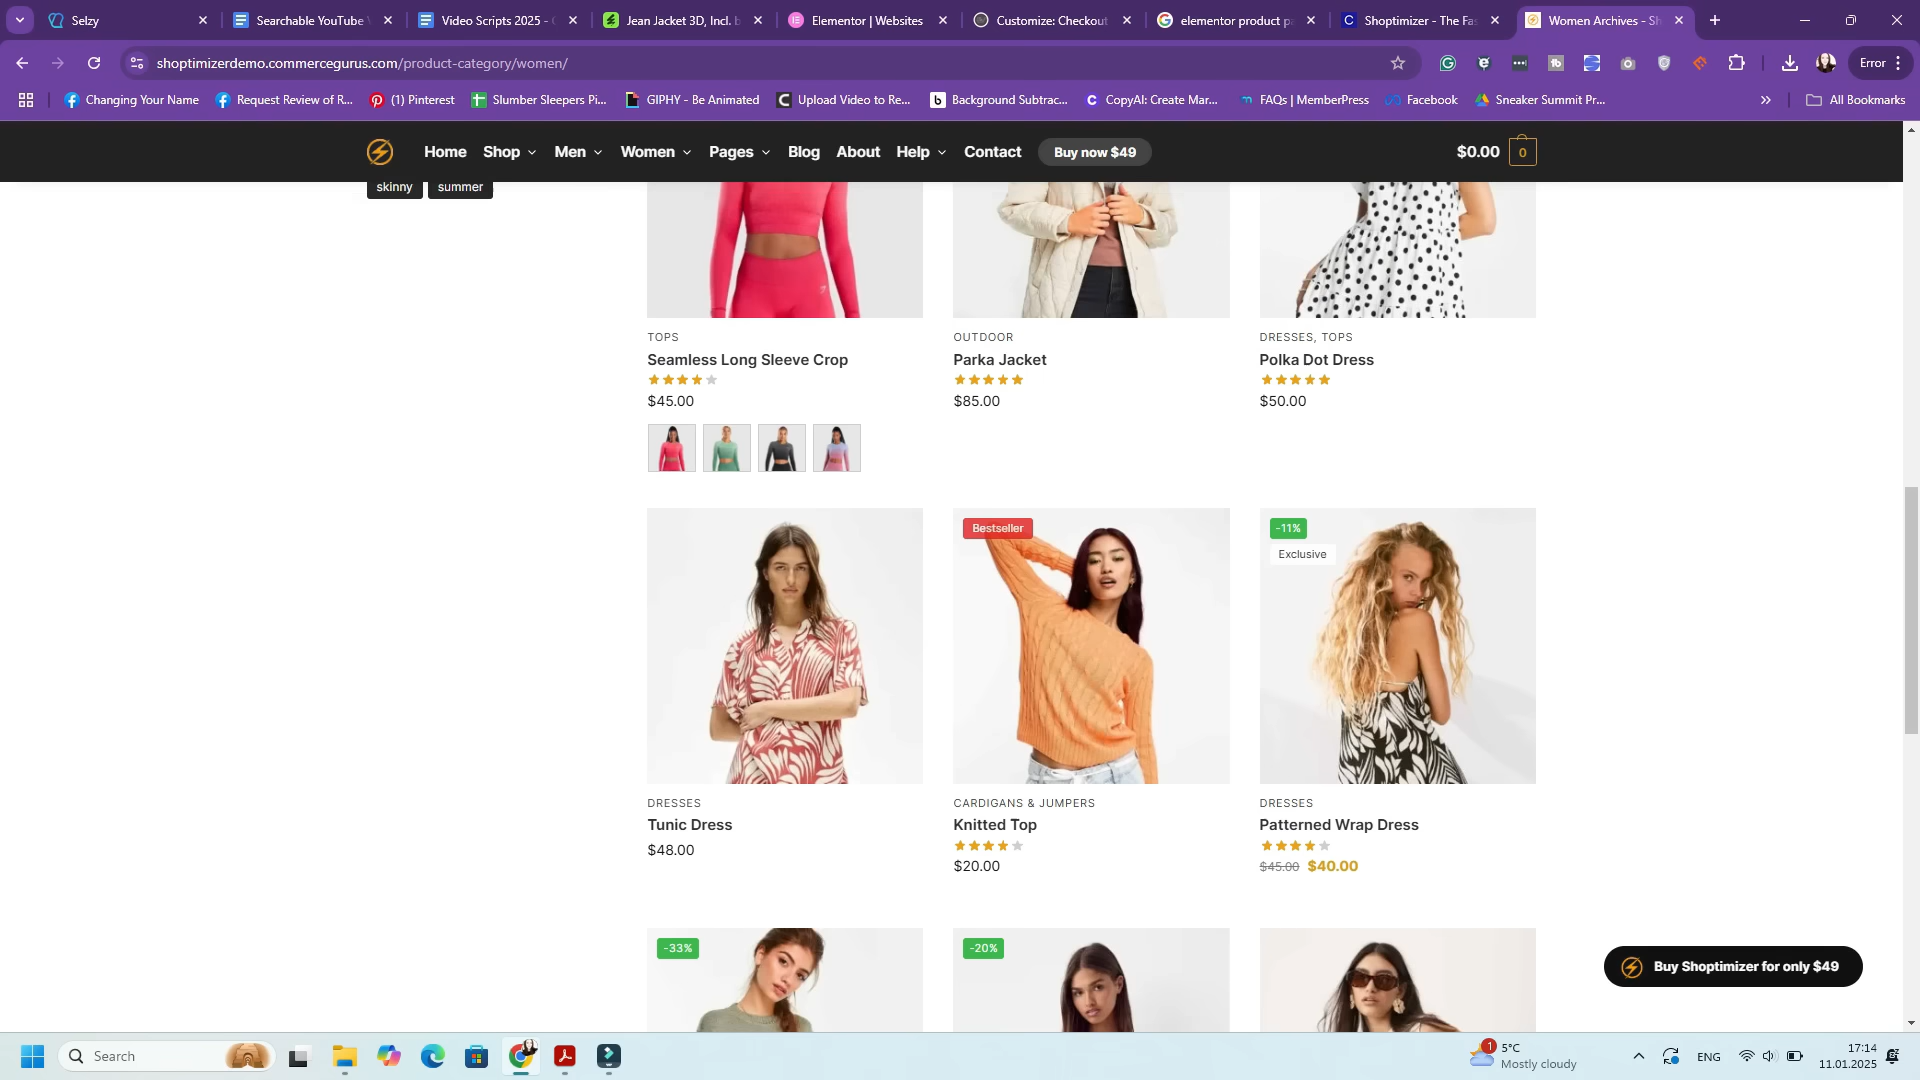 Selzy
Searchable YouTube
Video Scripts 2025 -
Jean Jacket 3D, Incl. b
Elementor | Websites
Customize: Checkout
elementor product p
Shoptimizer - The Fas
Women Archives - Sh
shoptimizerdemo.commercegurus.com/product-category/women/
Error
Changing Your Name
Request Review of R...
(1) Pinterest
Slumber Sleepers Pi...
GIPHY - Be Animated
Upload Video to Re...
Background Subtrac...
CopyAI: Create Mar...
FAQs | MemberPress
Facebook
Sneaker Summit Pr...
All Bookmarks
Home Shop Men Women Pages Blog About Help Contact Buy now $49 $0.00 0
skinny summer
TOPS
Seamless Long Sleeve Crop
$45.00
OUTDOOR
Parka Jacket
$85.00
DRESSES, TOPS
Polka Dot Dress
$50.00
DRESSES
Tunic Dress
$48.00
Bestseller
CARDIGANS & JUMPERS
Knitted Top
$20.00
-11%
Exclusive
DRESSES
Patterned Wrap Dress
$45.00 $40.00
-33%
-20%
Buy Shoptimizer for only $49
Search
1
5°C
Mostly cloudy
ENG
17:14
11.01.2025